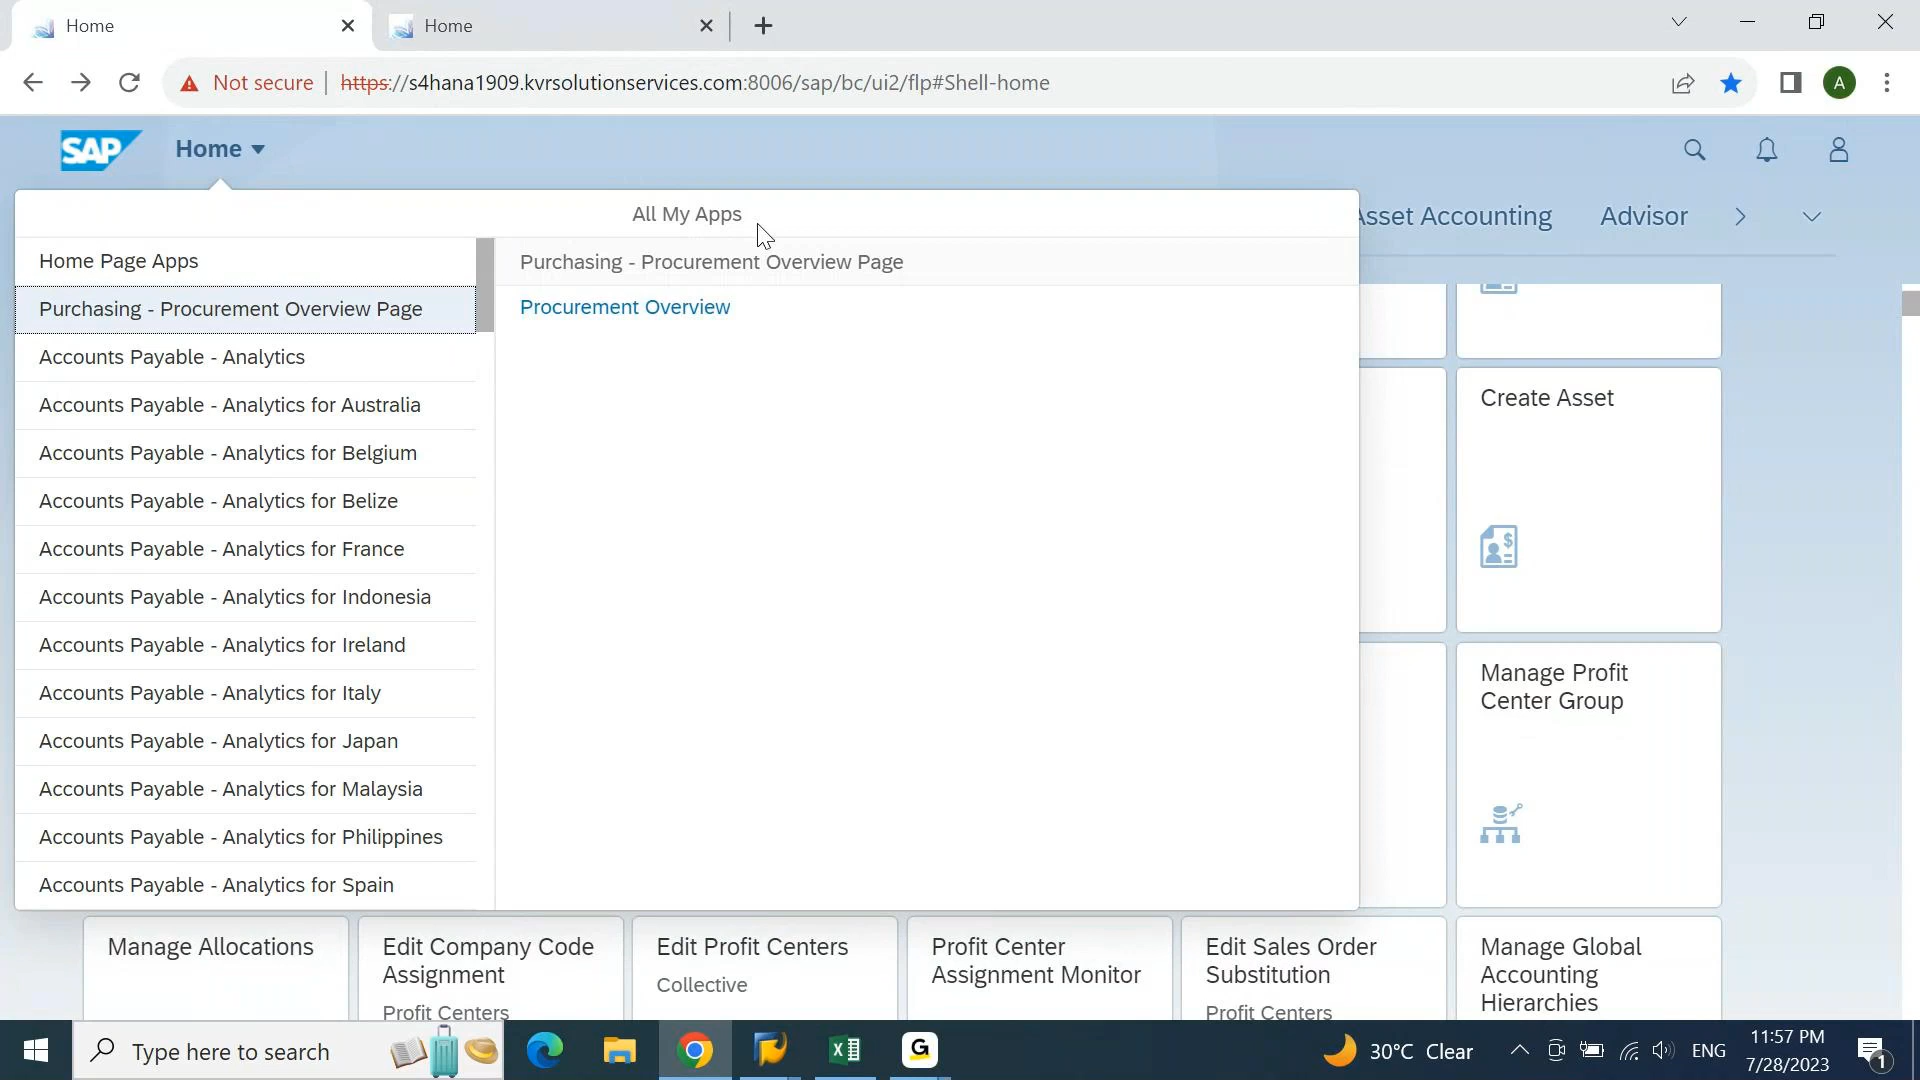 Home
Home
Not secure
https://s4hana1909.kvrsolutionservices.com:8006/sap/bc/ui2/flp#Shell-home
A
SAP
Home
All My Apps
Asset Accounting
Advisor
Home Page Apps
Purchasing - Procurement Overview Page
Accounts Payable - Analytics
Accounts Payable - Analytics for Australia
Accounts Payable - Analytics for Belgium
Accounts Payable - Analytics for Belize
Accounts Payable - Analytics for France
Accounts Payable - Analytics for Indonesia
Accounts Payable - Analytics for Ireland
Accounts Payable - Analytics for Italy
Accounts Payable - Analytics for Japan
Accounts Payable - Analytics for Malaysia
Accounts Payable - Analytics for Philippines
Accounts Payable - Analytics for Spain
Purchasing - Procurement Overview Page
Procurement Overview
Create Asset
Manage Profit
Center Group
Manage Allocations
Edit Company Code
Assignment
Profit Centers
Edit Profit Centers
Collective
Profit Center
Assignment Monitor
Edit Sales Order
Substitution
Profit Centers
Manage Global
Accounting
Hierarchies
Type here to search
G
30°C Clear
ENG
11:57 PM
7/28/2023
1